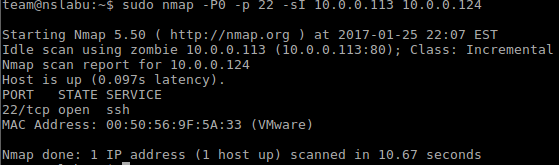 team@nslabu:~$ sudo nmap -P0 -p 22 -sI 10.0.0.113 10.0.0.124
Starting Nmap 5.50 ( http://nmap.org ) at 2017-01-25 22:07 EST
Idle scan using zombie 10.0.0.113 (10.0.0.113:80); Class: Incremental
Nmap scan report for 10.0.0.124
Host is up (0.097s latency).
PORT   STATE SERVICE
22/tcp open  ssh
MAC Address: 00:50:56:9F:5A:33 (VMware)
Nmap done: 1 IP address (1 host up) scanned in 10.67 seconds